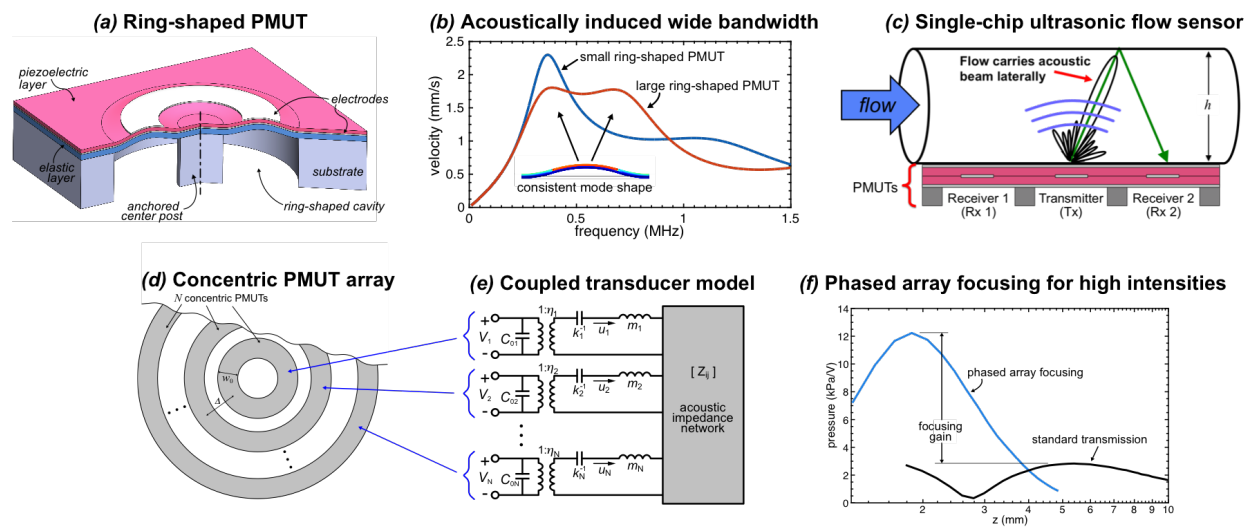 (a) Ring-shaped PMUT
piezoelectric
layer
electrodes
elastic
layer
substrate
anchored
center post
ring-shaped cavity
(b) Acoustically induced wide bandwidth
2.5
2
1.5
1
0.5
0
velocity (mm/s)
small ring-shaped PMUT
large ring-shaped PMUT
consistent mode shape
0
0.5
1
1.5
frequency (MHz)
(c) Single-chip ultrasonic flow sensor
Flow carries acoustic
beam laterally
flow
h
PMUTs
Receiver 1
(Rx 1)
Transmitter
(Tx)
Receiver 2
(Rx 2)
(d) Concentric PMUT array
N concentric PMUTs
w₀
Δ
(e) Coupled transducer model
1:η₁
+
V₁
-
C₀₁
k₁⁻¹
u₁
m₁
1:η₂
+
V₂
-
C₀₂
k₂⁻¹
u₂
m₂
1:η_N
+
V_N
-
C₀N
k_N⁻¹
u_N
m_N
[ Z_ij ]
acoustic
impedance
network
(f) Phased array focusing for high intensities
14
12
10
8
6
4
2
0
pressure (kPa/V)
phased array focusing
focusing
gain
standard transmission
2
3
4
5
6
7
8
9
10
z (mm)